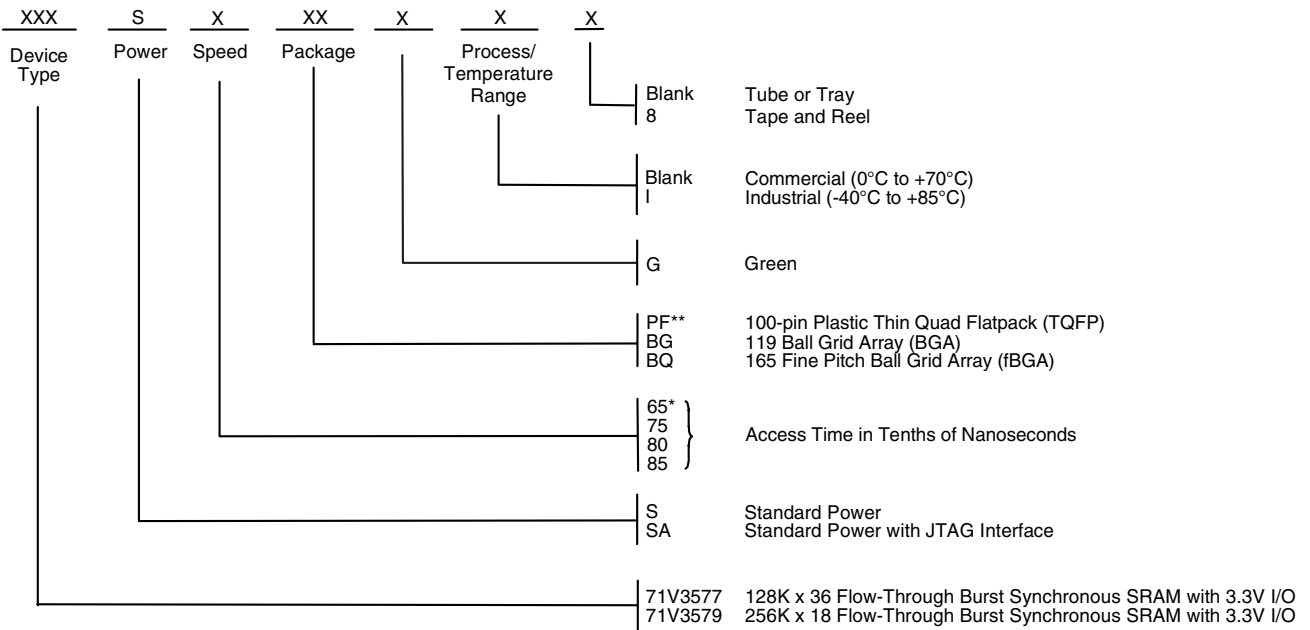 XXX S X XX X X X
Device Type Power Speed Package Process/ Temperature Range
Blank Tube or Tray
8 Tape and Reel
Blank Commercial (0°C to +70°C)
I Industrial (-40°C to +85°C)
G Green
PF** 100-pin Plastic Thin Quad Flatpack (TQFP)
BG 119 Ball Grid Array (BGA)
BQ 165 Fine Pitch Ball Grid Array (fBGA)
65*
75
80
85
Access Time in Tenths of Nanoseconds
S Standard Power
SA Standard Power with JTAG Interface
71V3577 128K x 36 Flow-Through Burst Synchronous SRAM with 3.3V I/O
71V3579 256K x 18 Flow-Through Burst Synchronous SRAM with 3.3V I/O